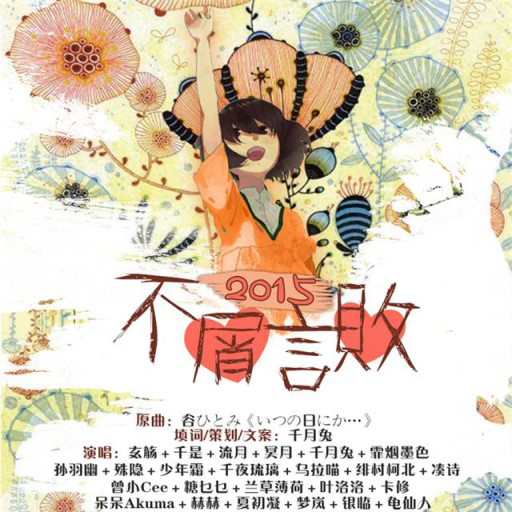 2015
不屑言敗
原曲：谷ひとみ《いつの日にか…》
填词/策划/文案：千月兔
演唱：玄觞+千是+流月+冥月+千月兔+霏烟墨色
孙羽幽+殊隐+少年霜+千夜琉璃+乌拉喵+绯村柯北+凑诗
曾小Cee+糖七七+兰草薄荷+叶洛洛+卡修
呆呆Akuma+赫赫+夏初凝+梦岚+银临+龟仙人